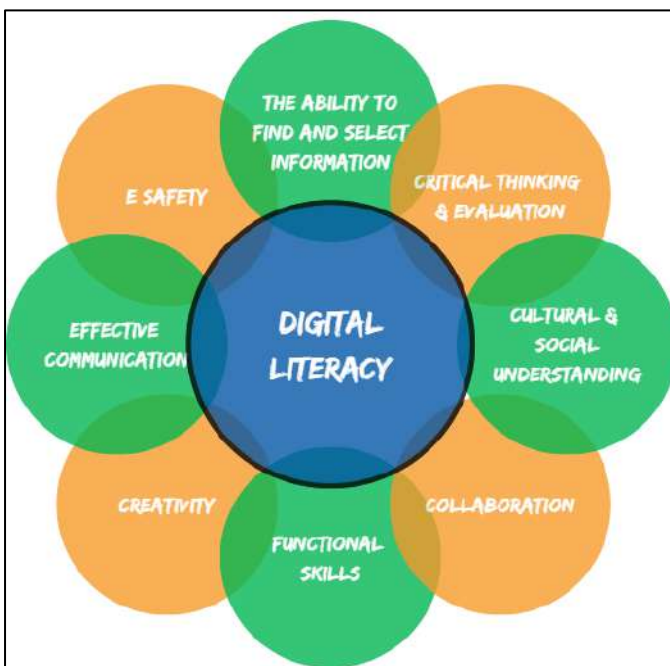 THE ABILITY TO
FIND AND SELECT
INFORMATION
CRITICAL THINKING
& EVALUATION
E SAFETY
CULTURAL &
SOCIAL
UNDERSTANDING
DIGITAL
LITERACY
EFFECTIVE
COMMUNICATION
CREATIVITY
COLLABORATION
FUNCTIONAL
SKILLS